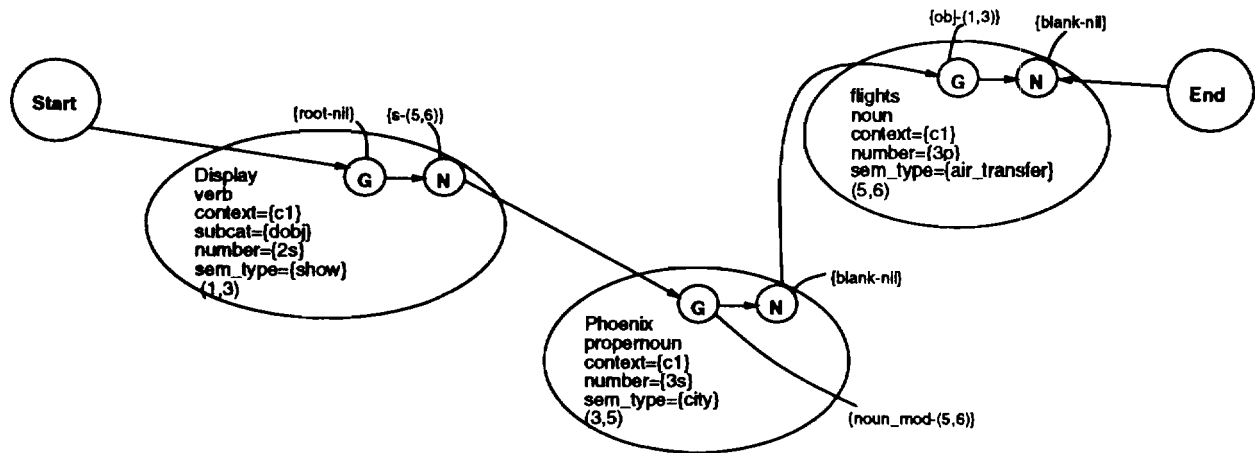 Start
{root-nil}
{s-(5,6)}
G
N
Display
verb
context={c1}
subcat={dobj}
number={2s}
sem_type={show}
(1,3)
G
N
{blank-nil}
Phoenix
propernoun
context={c1}
number={3s}
sem_type={city}
(3,5)
{noun_mod-(5,6)}
{obj-(1,3)}
{blank-nil}
G
N
flights
noun
context={c1}
number={3p}
sem_type={air_transfer}
(5,6)
End